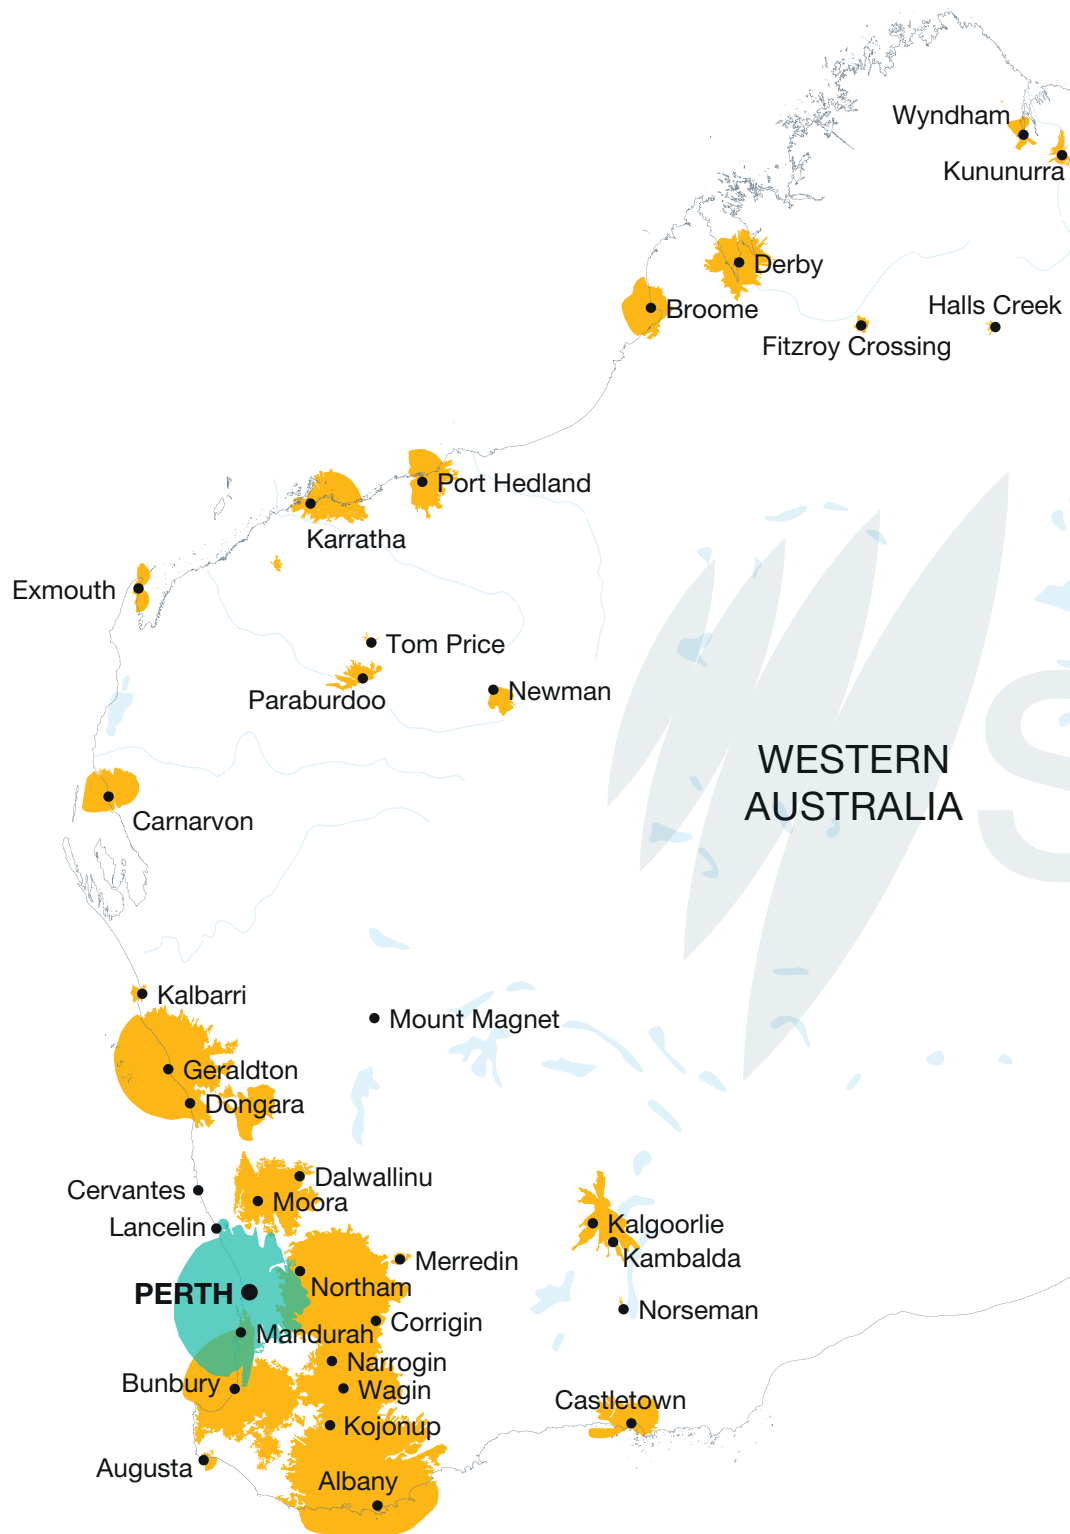 Wyndham
Kununurra
Derby
Broome
Halls Creek
Fitzroy Crossing
Port Hedland
Karratha
Exmouth
Tom Price
Paraburdoo
Newman
WESTERN
AUSTRALIA
S
Carnarvon
Kalbarri
Mount Magnet
Geraldton
Dongara
Dalwallinu
Cervantes
Moora
Lancelin
Kalgoorlie
Kambalda
Merredin
Northam
PERTH
Norseman
Corrigin
Mandurah
Narrogin
Bunbury
Wagin
Castletown
Kojonup
Augusta
Albany